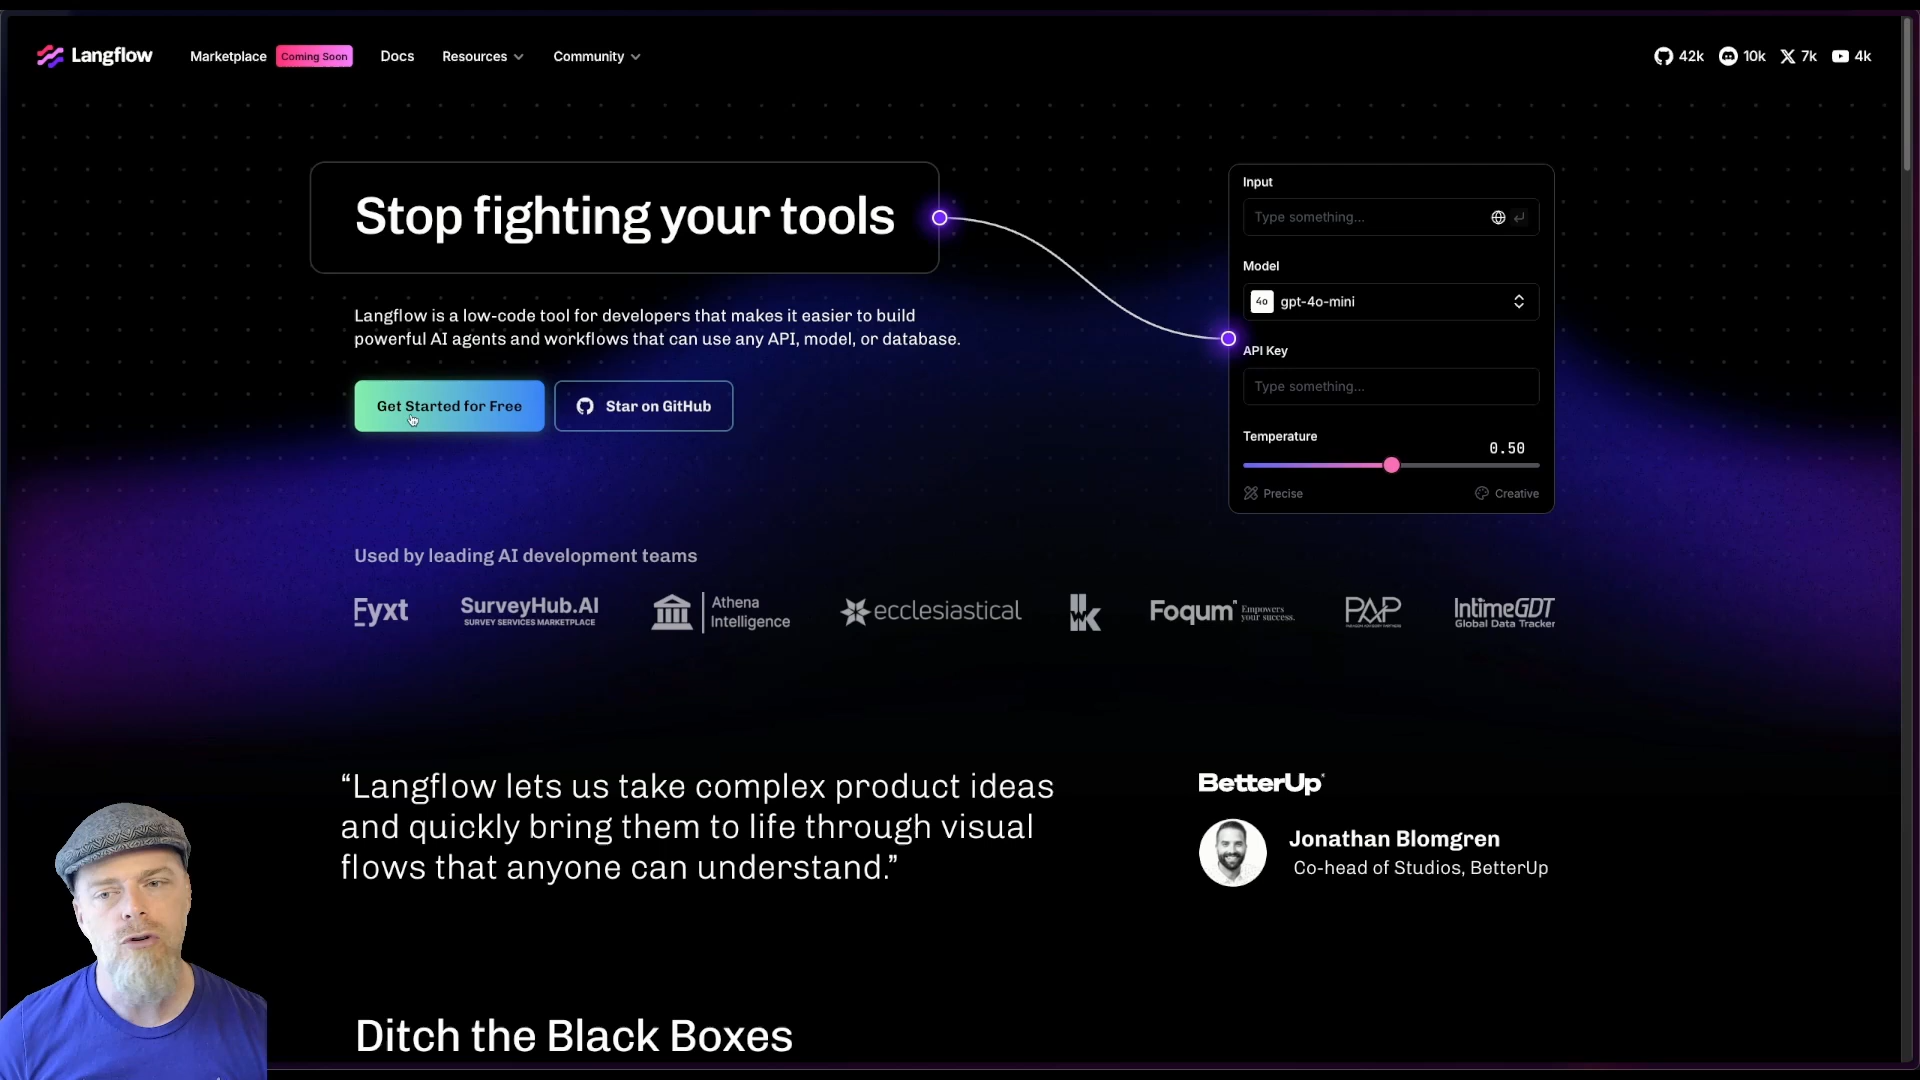 Langflow
Marketplace Coming Soon Docs Resources Community
42k 10k 7k 4k
Stop fighting your tools
Langflow is a low-code tool for developers that makes it easier to build
powerful AI agents and workflows that can use any API, model, or database.
Get Started for Free Star on GitHub
Input
Type something...
Model
4o gpt-4o-mini
API Key
Type something...
Temperature
0.50
Precise Creative
Used by leading AI development teams
Fyxt
SurveyHub.AI
SURVEY SERVICES MARKETPLACE
Athena
Intelligence
ecclesiastical
WK
Foqum Empowers
your success.
PAP
IntimeGDT
Global Data Tracker
“Langflow lets us take complex product ideas
and quickly bring them to life through visual
flows that anyone can understand.”
BetterUp
Jonathan Blomgren
Co-head of Studios, BetterUp
Ditch the Black Boxes